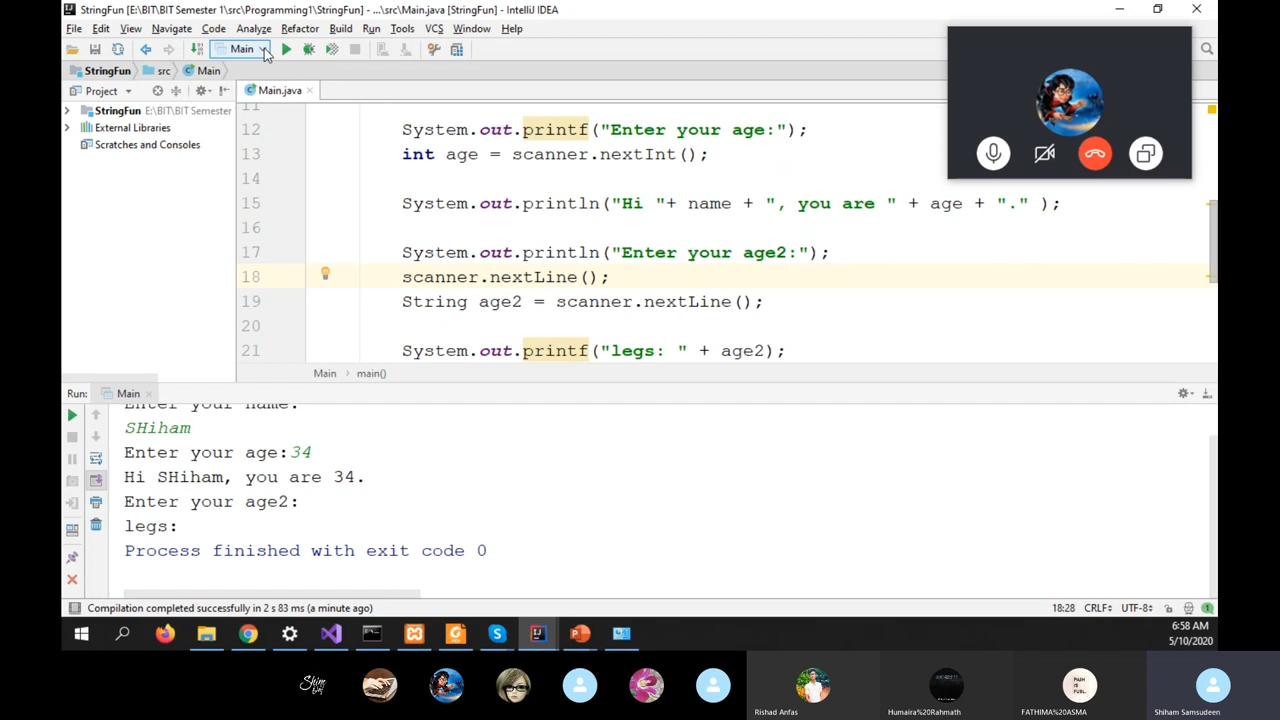 StringFun [E:\BIT\BIT Semester 1\src\Programming1\StringFun] - ...\src\Main.java [StringFun] - IntelliJ IDEA
File Edit View Navigate Code Analyze Refactor Build Run Tools VCS Window Help
Main
StringFun src Main
Project
Main.java
StringFun E:\BIT\BIT Semester
External Libraries
Scratches and Consoles
11
12 System.out.printf("Enter your age:");
13 int age = scanner.nextInt();
14
15 System.out.println("Hi "+ name + ", you are " + age + "." );
16
17 System.out.println("Enter your age2:");
18 scanner.nextLine();
19 String age2 = scanner.nextLine();
20
21 System.out.printf("legs: " + age2);
Main main()
Run: Main
Enter your name:
SHiham
Enter your age:34
Hi SHiham, you are 34.
Enter your age2:
legs:
Process finished with exit code 0
Compilation completed successfully in 2 s 83 ms (a minute ago)
18:28 CRLF UTF-8 1
6:58 AM
5/10/2020
Rishad Anfas
Humaira%20Rahmath
FATHIMA%20ASMA
Shiham Samsudeen